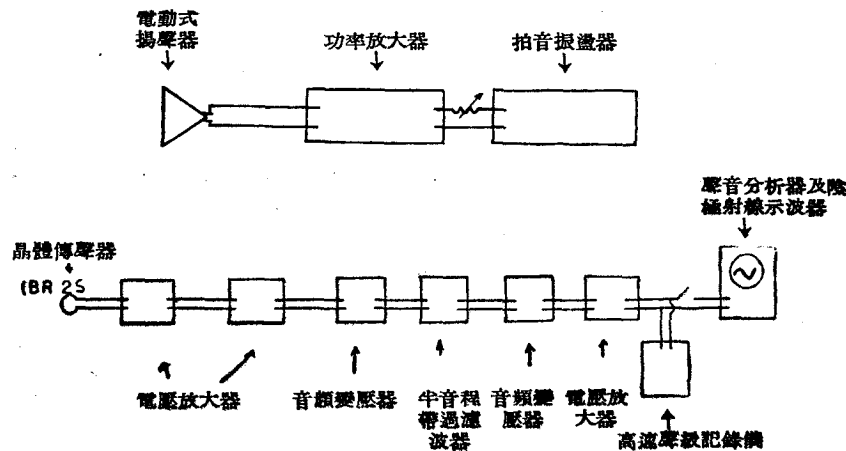 電動式
揚聲器
功率放大器
拍音振盪器
聲音分析器及陰
極射線示波器
晶體傳聲器
BR 2S
電壓放大器
音頻變壓器
半音程
帶過濾
波器
音頻變
壓器
電壓放
大器
高速聲級記錄儀